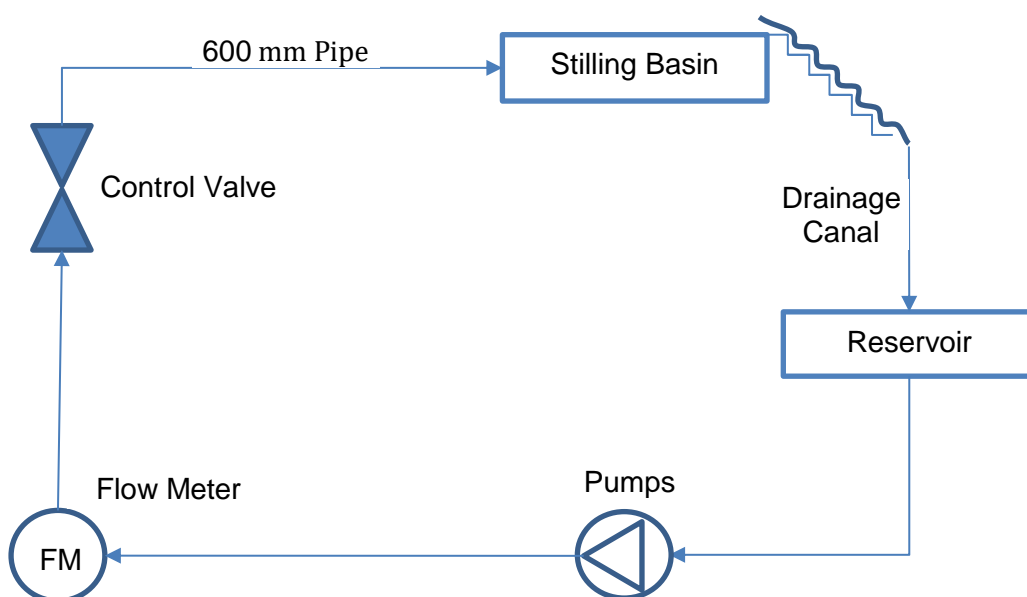 600 mm Pipe
Stilling Basin
Control Valve
Drainage
Canal
Reservoir
Flow Meter
Pumps
FM